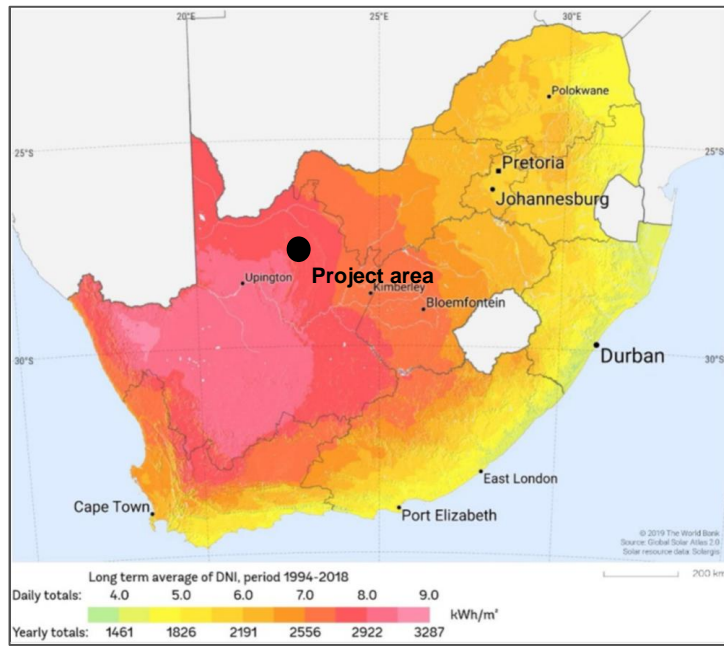 20°E 25°E 30°E
Polokwane
25°S 25°S
Pretoria
Johannesburg
Project area
Upington
Kimberley
Bloemfontein
30°S 30°S
Durban
East London
Cape Town
Port Elizabeth
© 2019 The World Bank
Source: Global Solar Atlas 2.0
Solar resource data: Solargis
200 km
Long term average of DNI, period 1994-2018
Daily totals: 4.0 5.0 6.0 7.0 8.0 9.0
kWh/m²
Yearly totals: 1461 1826 2191 2556 2922 3287